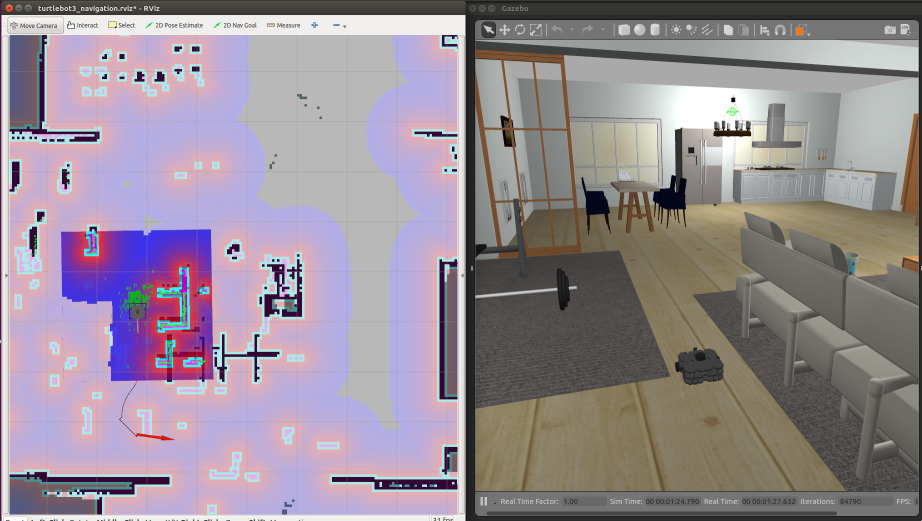 turtlebot3_navigation.rviz* - RViz
Move Camera Interact Select 2D Pose Estimate 2D Nav Goal Measure
31 fps
Gazebo
Real Time Factor: 1.00 Sim Time: 00 00:01:24.790 Real Time: 00 00:01:27.632 Iterations: 84790 FPS: